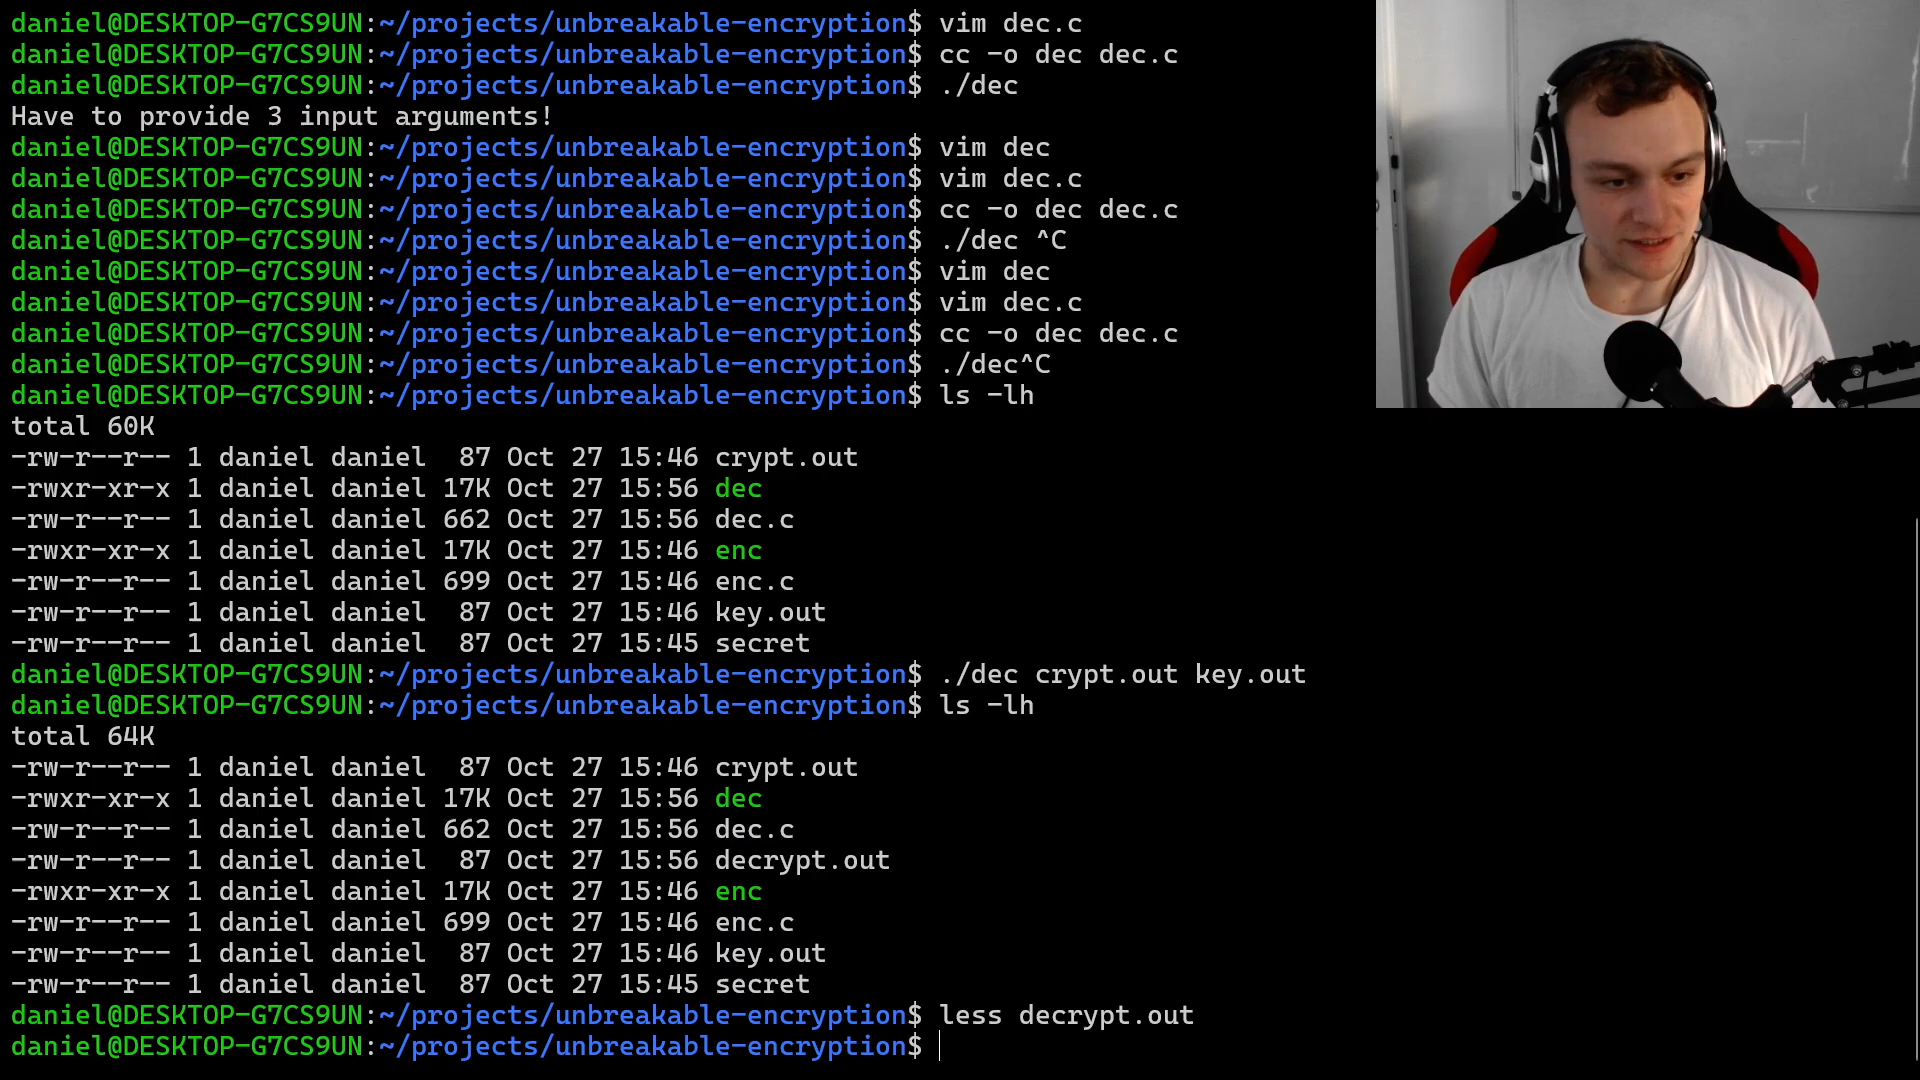 daniel@DESKTOP-G7CS9UN:~/projects/unbreakable-encryption$ vim dec.c
daniel@DESKTOP-G7CS9UN:~/projects/unbreakable-encryption$ cc -o dec dec.c
daniel@DESKTOP-G7CS9UN:~/projects/unbreakable-encryption$ ./dec
Have to provide 3 input arguments!
daniel@DESKTOP-G7CS9UN:~/projects/unbreakable-encryption$ vim dec
daniel@DESKTOP-G7CS9UN:~/projects/unbreakable-encryption$ vim dec.c
daniel@DESKTOP-G7CS9UN:~/projects/unbreakable-encryption$ cc -o dec dec.c
daniel@DESKTOP-G7CS9UN:~/projects/unbreakable-encryption$ ./dec ^C
daniel@DESKTOP-G7CS9UN:~/projects/unbreakable-encryption$ vim dec
daniel@DESKTOP-G7CS9UN:~/projects/unbreakable-encryption$ vim dec.c
daniel@DESKTOP-G7CS9UN:~/projects/unbreakable-encryption$ cc -o dec dec.c
daniel@DESKTOP-G7CS9UN:~/projects/unbreakable-encryption$ ./dec^C
daniel@DESKTOP-G7CS9UN:~/projects/unbreakable-encryption$ ls -lh
total 60K
-rw-r--r-- 1 daniel daniel  87 Oct 27 15:46 crypt.out
-rwxr-xr-x 1 daniel daniel 17K Oct 27 15:56 dec
-rw-r--r-- 1 daniel daniel 662 Oct 27 15:56 dec.c
-rwxr-xr-x 1 daniel daniel 17K Oct 27 15:46 enc
-rw-r--r-- 1 daniel daniel 699 Oct 27 15:46 enc.c
-rw-r--r-- 1 daniel daniel  87 Oct 27 15:46 key.out
-rw-r--r-- 1 daniel daniel  87 Oct 27 15:45 secret
daniel@DESKTOP-G7CS9UN:~/projects/unbreakable-encryption$ ./dec crypt.out key.out
daniel@DESKTOP-G7CS9UN:~/projects/unbreakable-encryption$ ls -lh
total 64K
-rw-r--r-- 1 daniel daniel  87 Oct 27 15:46 crypt.out
-rwxr-xr-x 1 daniel daniel 17K Oct 27 15:56 dec
-rw-r--r-- 1 daniel daniel 662 Oct 27 15:56 dec.c
-rw-r--r-- 1 daniel daniel  87 Oct 27 15:56 decrypt.out
-rwxr-xr-x 1 daniel daniel 17K Oct 27 15:46 enc
-rw-r--r-- 1 daniel daniel 699 Oct 27 15:46 enc.c
-rw-r--r-- 1 daniel daniel  87 Oct 27 15:46 key.out
-rw-r--r-- 1 daniel daniel  87 Oct 27 15:45 secret
daniel@DESKTOP-G7CS9UN:~/projects/unbreakable-encryption$ less decrypt.out
daniel@DESKTOP-G7CS9UN:~/projects/unbreakable-encryption$